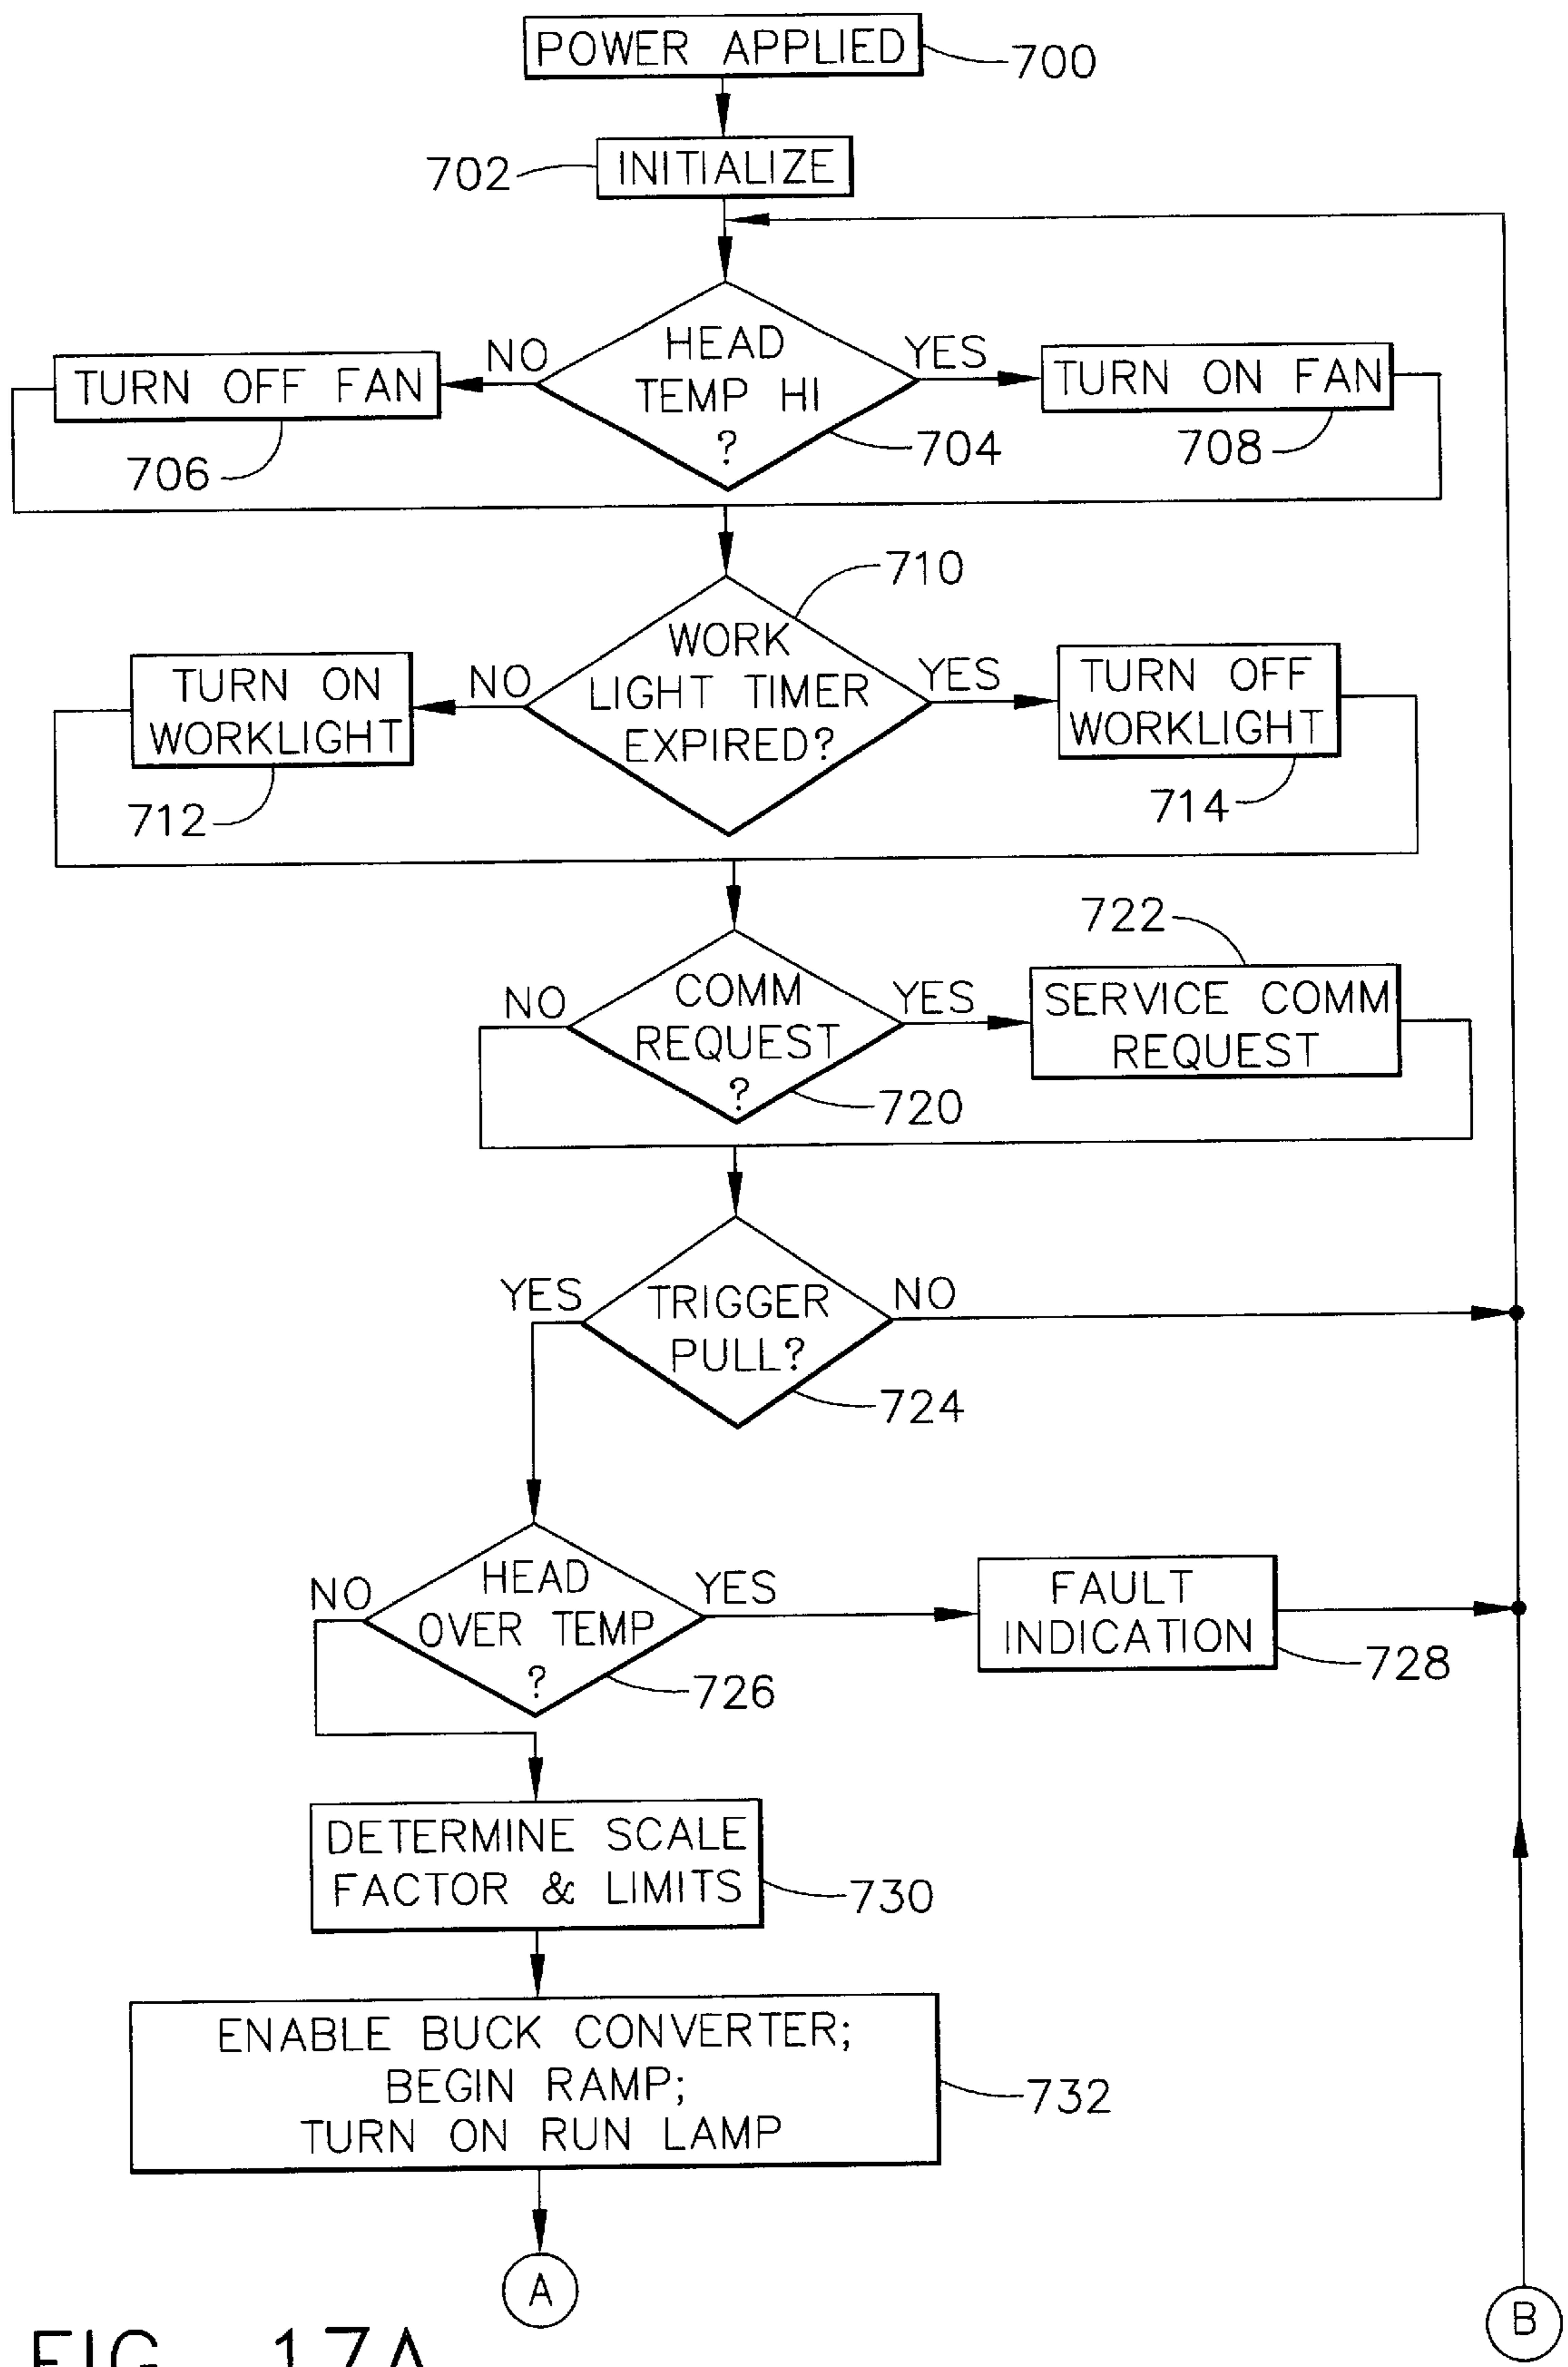 POWER APPLIED
700
702
INITIALIZE
HEAD
TEMP HI
?
NO
YES
TURN OFF FAN
TURN ON FAN
704
706
708
710
WORK
LIGHT TIMER
EXPIRED?
NO
YES
TURN ON
WORKLIGHT
TURN OFF
WORKLIGHT
712
714
722
COMM
REQUEST
?
NO
YES
SERVICE COMM
REQUEST
720
YES
TRIGGER
PULL?
NO
724
NO
HEAD
OVER TEMP
?
YES
FAULT
INDICATION
726
728
DETERMINE SCALE
FACTOR & LIMITS
730
ENABLE BUCK CONVERTER;
BEGIN RAMP;
TURN ON RUN LAMP
732
A
B
FIG. 17A